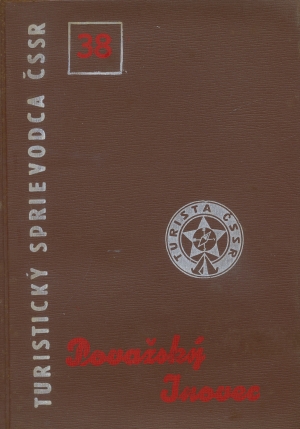 TURISTICKÝ SPRIEVODCA ČSSR
38
TURISTA ČSSR
Považský
Inovec